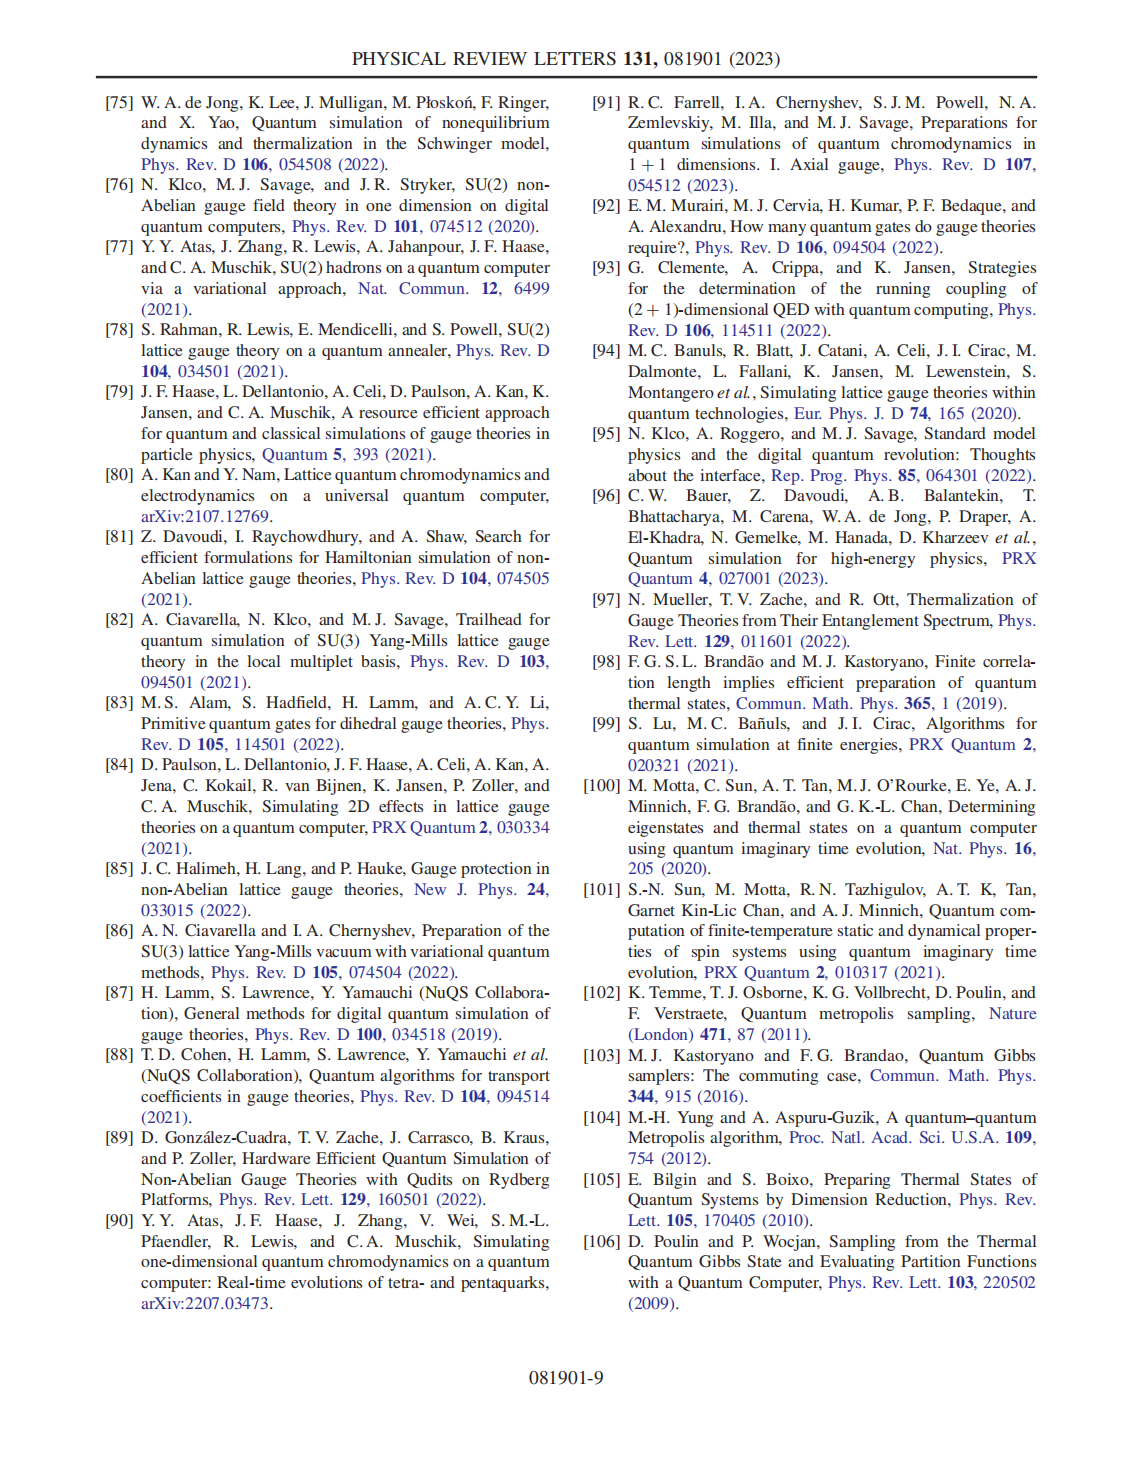 PHYSICAL REVIEW LETTERS 131, 081901 (2023)
[75] W. A. de Jong, K. Lee, J. Mulligan, M. Płoskoń, F. Ringer,
and X. Yao, Quantum simulation of nonequilibrium
dynamics and thermalization in the Schwinger model,
Phys. Rev. D 106, 054508 (2022).
[76] N. Klco, M. J. Savage, and J. R. Stryker, SU(2) non-
Abelian gauge field theory in one dimension on digital
quantum computers, Phys. Rev. D 101, 074512 (2020).
[77] Y. Y. Atas, J. Zhang, R. Lewis, A. Jahanpour, J. F. Haase,
and C. A. Muschik, SU(2) hadrons on a quantum computer
via a variational approach, Nat. Commun. 12, 6499
(2021).
[78] S. Rahman, R. Lewis, E. Mendicelli, and S. Powell, SU(2)
lattice gauge theory on a quantum annealer, Phys. Rev. D
104, 034501 (2021).
[79] J. F. Haase, L. Dellantonio, A. Celi, D. Paulson, A. Kan, K.
Jansen, and C. A. Muschik, A resource efficient approach
for quantum and classical simulations of gauge theories in
particle physics, Quantum 5, 393 (2021).
[80] A. Kan and Y. Nam, Lattice quantum chromodynamics and
electrodynamics on a universal quantum computer,
arXiv:2107.12769.
[81] Z. Davoudi, I. Raychowdhury, and A. Shaw, Search for
efficient formulations for Hamiltonian simulation of non-
Abelian lattice gauge theories, Phys. Rev. D 104, 074505
(2021).
[82] A. Ciavarella, N. Klco, and M. J. Savage, Trailhead for
quantum simulation of SU(3) Yang-Mills lattice gauge
theory in the local multiplet basis, Phys. Rev. D 103,
094501 (2021).
[83] M. S. Alam, S. Hadfield, H. Lamm, and A. C. Y. Li,
Primitive quantum gates for dihedral gauge theories, Phys.
Rev. D 105, 114501 (2022).
[84] D. Paulson, L. Dellantonio, J. F. Haase, A. Celi, A. Kan, A.
Jena, C. Kokail, R. van Bijnen, K. Jansen, P. Zoller, and
C. A. Muschik, Simulating 2D effects in lattice gauge
theories on a quantum computer, PRX Quantum 2, 030334
(2021).
[85] J. C. Halimeh, H. Lang, and P. Hauke, Gauge protection in
non-Abelian lattice gauge theories, New J. Phys. 24,
033015 (2022).
[86] A. N. Ciavarella and I. A. Chernyshev, Preparation of the
SU(3) lattice Yang-Mills vacuum with variational quantum
methods, Phys. Rev. D 105, 074504 (2022).
[87] H. Lamm, S. Lawrence, Y. Yamauchi (NuQS Collabora-
tion), General methods for digital quantum simulation of
gauge theories, Phys. Rev. D 100, 034518 (2019).
[88] T. D. Cohen, H. Lamm, S. Lawrence, Y. Yamauchi et al.
(NuQS Collaboration), Quantum algorithms for transport
coefficients in gauge theories, Phys. Rev. D 104, 094514
(2021).
[89] D. González-Cuadra, T. V. Zache, J. Carrasco, B. Kraus,
and P. Zoller, Hardware Efficient Quantum Simulation of
Non-Abelian Gauge Theories with Qudits on Rydberg
Platforms, Phys. Rev. Lett. 129, 160501 (2022).
[90] Y. Y. Atas, J. F. Haase, J. Zhang, V. Wei, S. M.-L.
Pfaendler, R. Lewis, and C. A. Muschik, Simulating
one-dimensional quantum chromodynamics on a quantum
computer: Real-time evolutions of tetra- and pentaquarks,
arXiv:2207.03473.
[91] R. C. Farrell, I. A. Chernyshev, S. J. M. Powell, N. A.
Zemlevskiy, M. Illa, and M. J. Savage, Preparations for
quantum simulations of quantum chromodynamics in
1 + 1 dimensions. I. Axial gauge, Phys. Rev. D 107,
054512 (2023).
[92] E. M. Murairi, M. J. Cervia, H. Kumar, P. F. Bedaque, and
A. Alexandru, How many quantum gates do gauge theories
require?, Phys. Rev. D 106, 094504 (2022).
[93] G. Clemente, A. Crippa, and K. Jansen, Strategies
for the determination of the running coupling of
(2 + 1)-dimensional QED with quantum computing, Phys.
Rev. D 106, 114511 (2022).
[94] M. C. Banuls, R. Blatt, J. Catani, A. Celi, J. I. Cirac, M.
Dalmonte, L. Fallani, K. Jansen, M. Lewenstein, S.
Montangero et al., Simulating lattice gauge theories within
quantum technologies, Eur. Phys. J. D 74, 165 (2020).
[95] N. Klco, A. Roggero, and M. J. Savage, Standard model
physics and the digital quantum revolution: Thoughts
about the interface, Rep. Prog. Phys. 85, 064301 (2022).
[96] C. W. Bauer, Z. Davoudi, A. B. Balantekin, T.
Bhattacharya, M. Carena, W. A. de Jong, P. Draper, A.
El-Khadra, N. Gemelke, M. Hanada, D. Kharzeev et al.,
Quantum simulation for high-energy physics, PRX
Quantum 4, 027001 (2023).
[97] N. Mueller, T. V. Zache, and R. Ott, Thermalization of
Gauge Theories from Their Entanglement Spectrum, Phys.
Rev. Lett. 129, 011601 (2022).
[98] F. G. S. L. Brandão and M. J. Kastoryano, Finite correla-
tion length implies efficient preparation of quantum
thermal states, Commun. Math. Phys. 365, 1 (2019).
[99] S. Lu, M. C. Bañuls, and J. I. Cirac, Algorithms for
quantum simulation at finite energies, PRX Quantum 2,
020321 (2021).
[100] M. Motta, C. Sun, A. T. Tan, M. J. O'Rourke, E. Ye, A. J.
Minnich, F. G. Brandão, and G. K.-L. Chan, Determining
eigenstates and thermal states on a quantum computer
using quantum imaginary time evolution, Nat. Phys. 16,
205 (2020).
[101] S.-N. Sun, M. Motta, R. N. Tazhigulov, A. T. K, Tan,
Garnet Kin-Lic Chan, and A. J. Minnich, Quantum com-
putation of finite-temperature static and dynamical proper-
ties of spin systems using quantum imaginary time
evolution, PRX Quantum 2, 010317 (2021).
[102] K. Temme, T. J. Osborne, K. G. Vollbrecht, D. Poulin, and
F. Verstraete, Quantum metropolis sampling, Nature
(London) 471, 87 (2011).
[103] M. J. Kastoryano and F. G. Brandao, Quantum Gibbs
samplers: The commuting case, Commun. Math. Phys.
344, 915 (2016).
[104] M.-H. Yung and A. Aspuru-Guzik, A quantum–quantum
Metropolis algorithm, Proc. Natl. Acad. Sci. U.S.A. 109,
754 (2012).
[105] E. Bilgin and S. Boixo, Preparing Thermal States of
Quantum Systems by Dimension Reduction, Phys. Rev.
Lett. 105, 170405 (2010).
[106] D. Poulin and P. Wocjan, Sampling from the Thermal
Quantum Gibbs State and Evaluating Partition Functions
with a Quantum Computer, Phys. Rev. Lett. 103, 220502
(2009).
081901-9